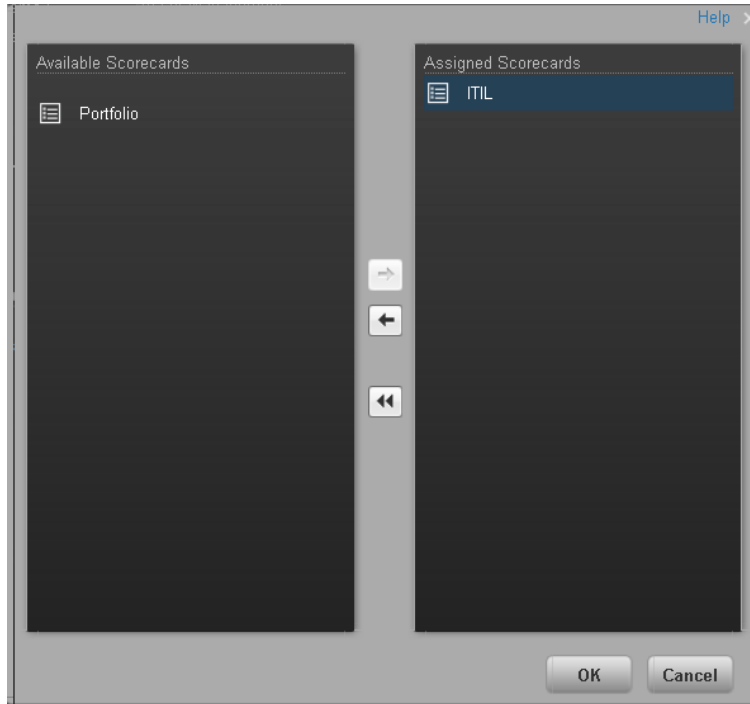 Help
Available Scorecards
Assigned Scorecards
Portfolio
ITIL
OK
Cancel